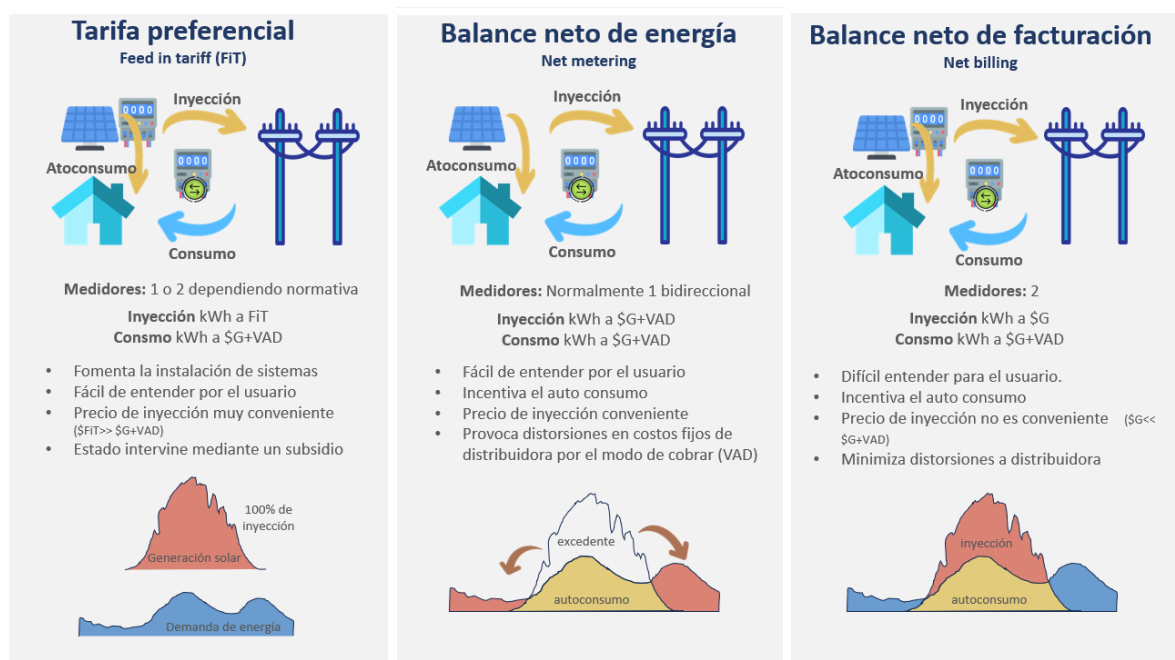 Tarifa preferencial
Feed in tariff (FiT)
0000
Inyección
0000
Atoconsumo
Consumo
Medidores: 1 o 2 dependiendo normativa
Inyección kWh a FiT
Consmo kWh a $G+VAD
• Fomenta la instalación de sistemas
• Fácil de entender por el usuario
• Precio de inyección muy conveniente
($FiT>> $G+VAD)
• Estado intervine mediante un subsidio
100% de
inyección
Generación solar
Demanda de energía
Balance neto de energía
Net metering
Inyección
0000
Atoconsumo
Consumo
Medidores: Normalmente 1 bidireccional
Inyección kWh a $G+VAD
Consmo kWh a $G+VAD
• Fácil de entender por el usuario
• Incentiva el auto consumo
• Precio de inyección conveniente
• Provoca distorsiones en costos fijos de
distribuidora por el modo de cobrar (VAD)
excedente
autoconsumo
Balance neto de facturación
Net billing
0000
Inyección
0000
Atoconsumo
Consumo
Medidores: 2
Inyección kWh a $G
Consmo kWh a $G+VAD
• Difícil entender para el usuario.
• Incentiva el auto consumo
• Precio de inyección no es conveniente ($G<<
$G+VAD)
• Minimiza distorsiones a distribuidora
inyección
autoconsumo